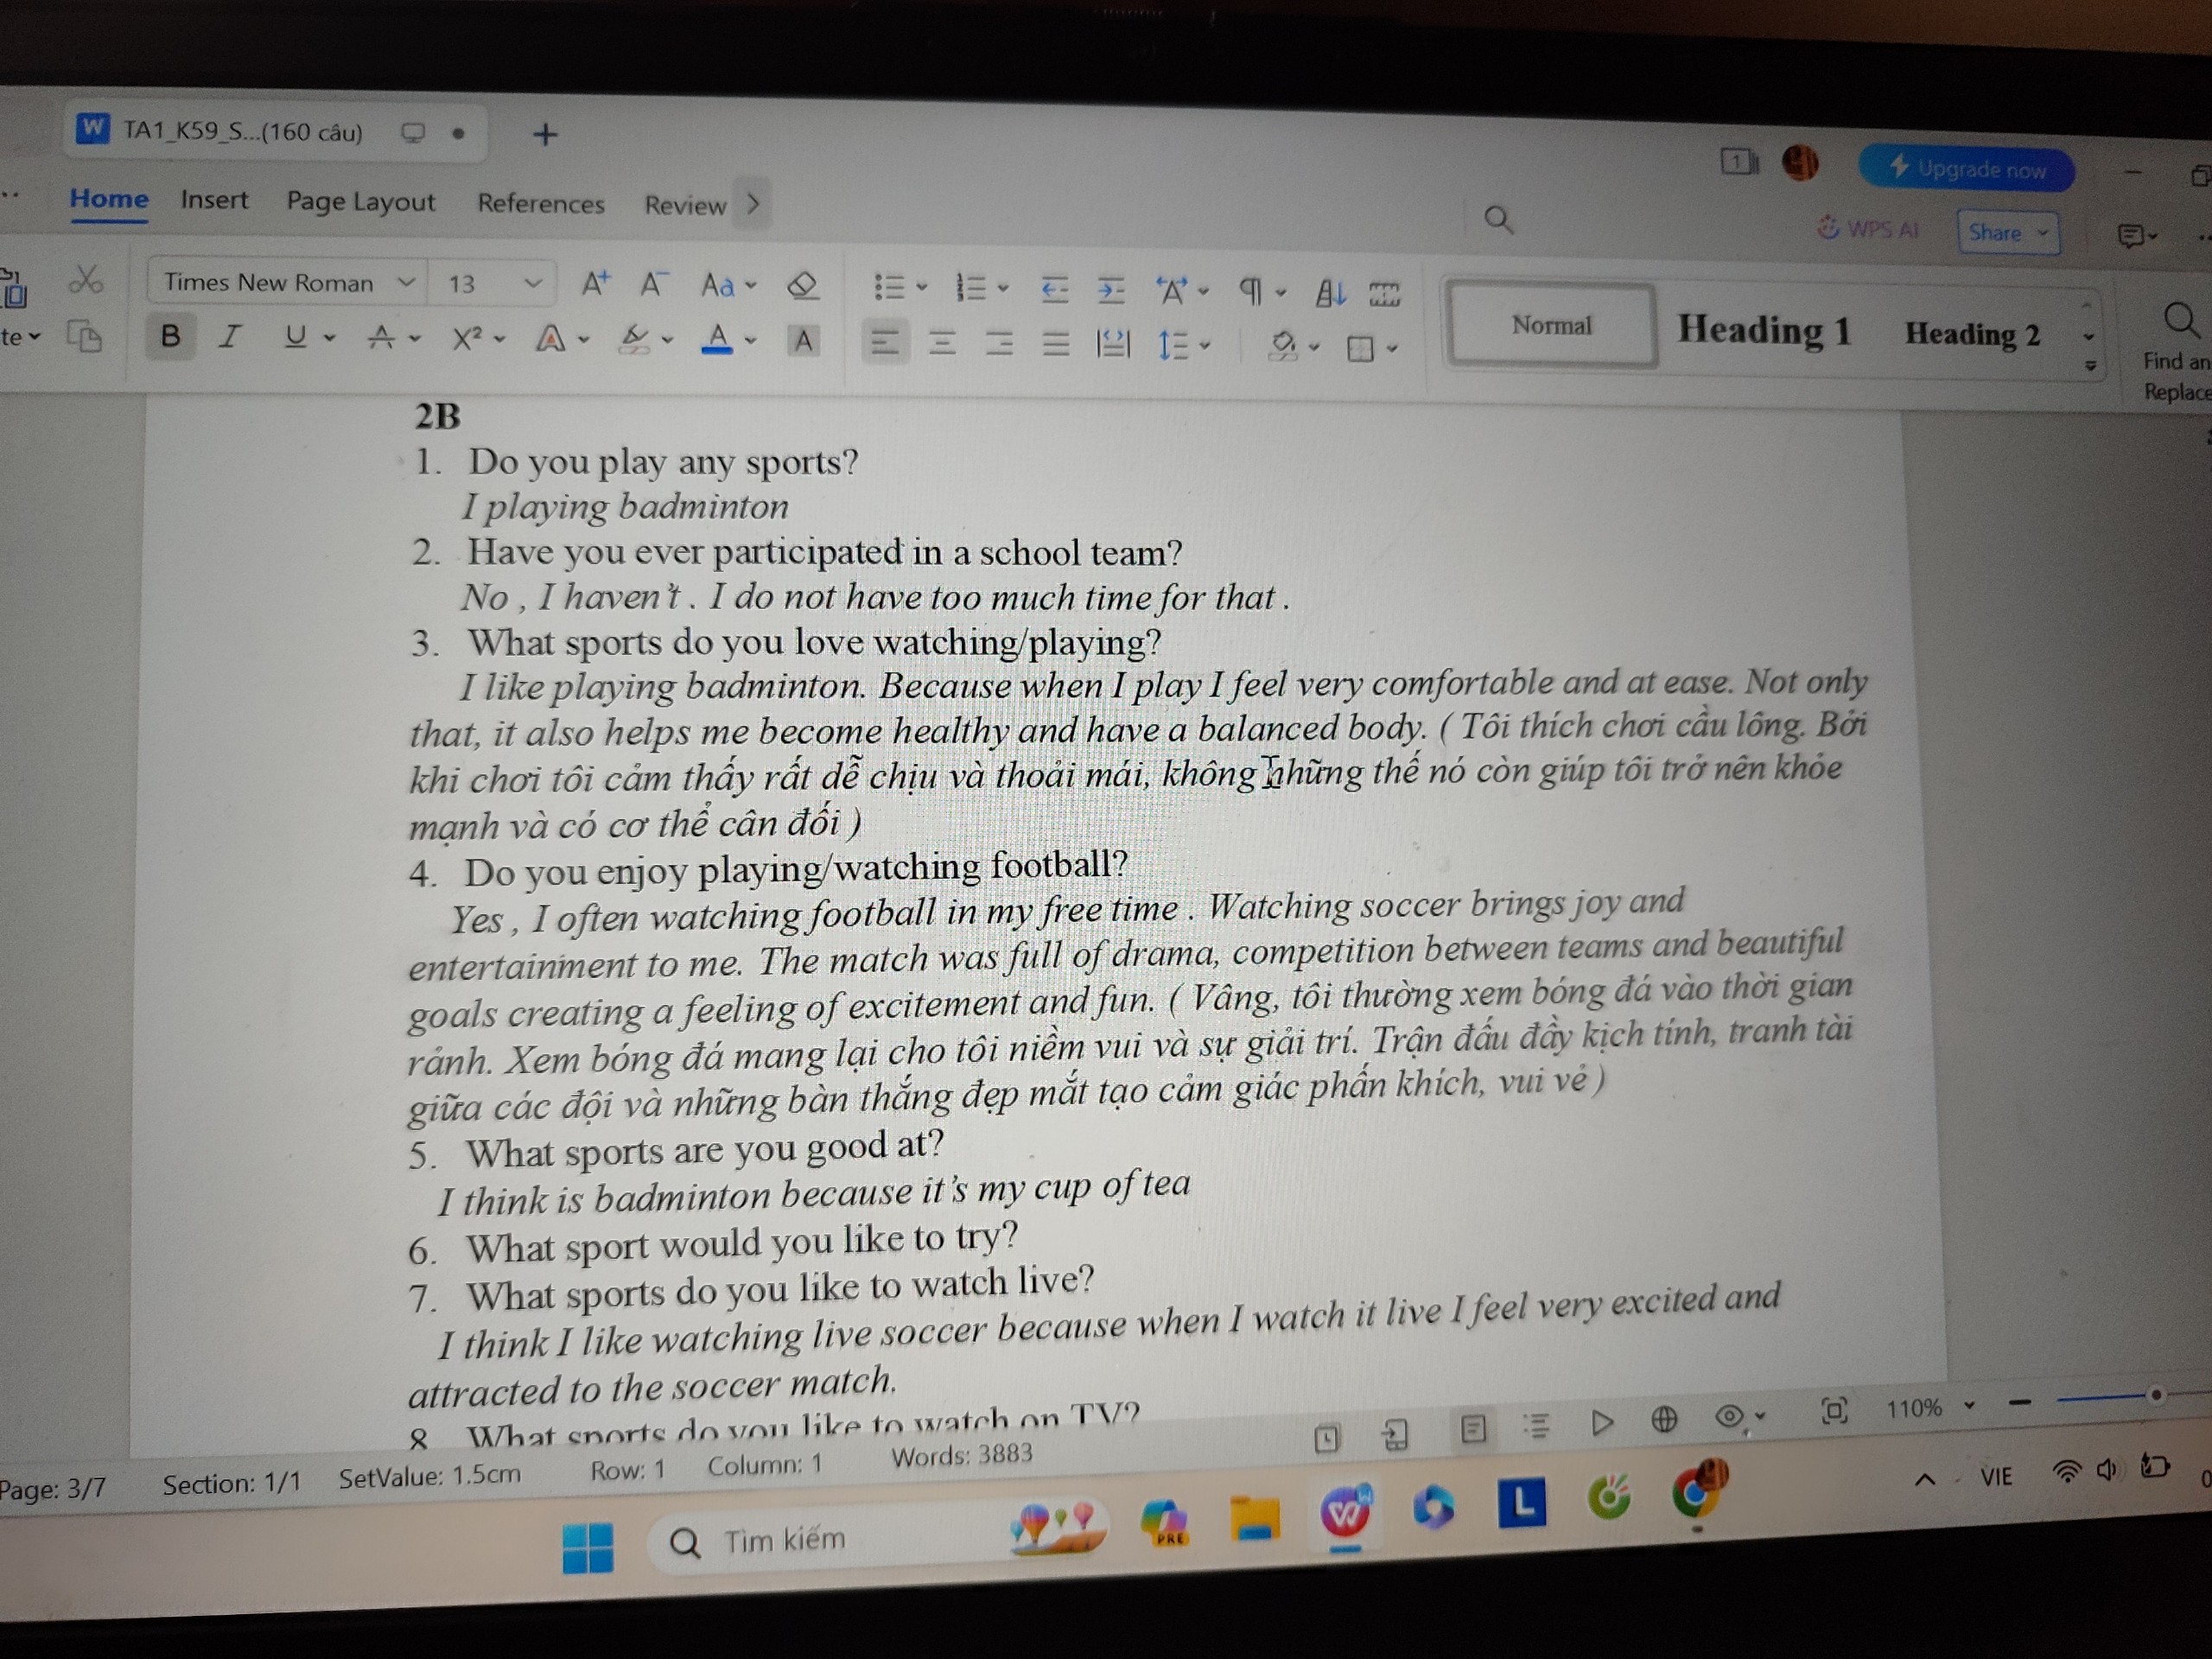 TA1_K59_S...(160 câu)
1
Upgrade now
Home Insert Page Layout References Review
WPS AI Share
Times New Roman 13
Normal Heading 1 Heading 2
Find an
Replace
te
2B
1. Do you play any sports?
I playing badminton
2. Have you ever participated in a school team?
No , I haven't . I do not have too much time for that .
3. What sports do you love watching/playing?
I like playing badminton. Because when I play I feel very comfortable and at ease. Not only
that, it also helps me become healthy and have a balanced body. ( Tôi thích chơi cầu lông. Bởi
khi chơi tôi cảm thấy rất dễ chịu và thoải mái, không những thế nó còn giúp tôi trở nên khỏe
mạnh và có cơ thể cân đối )
4. Do you enjoy playing/watching football?
Yes , I often watching football in my free time . Watching soccer brings joy and
entertainment to me. The match was full of drama, competition between teams and beautiful
goals creating a feeling of excitement and fun. ( Vâng, tôi thường xem bóng đá vào thời gian
rảnh. Xem bóng đá mang lại cho tôi niềm vui và sự giải trí. Trận đấu đầy kịch tính, tranh tài
giữa các đội và những bàn thắng đẹp mắt tạo cảm giác phấn khích, vui vẻ )
5. What sports are you good at?
I think is badminton because it's my cup of tea
6. What sport would you like to try?
7. What sports do you like to watch live?
I think I like watching live soccer because when I watch it live I feel very excited and
attracted to the soccer match.
8 What sports do you like to watch on TV?
110%
Page: 3/7 Section: 1/1 SetValue: 1.5cm Row: 1 Column: 1 Words: 3883
Tìm kiếm
PRE
L
VIE